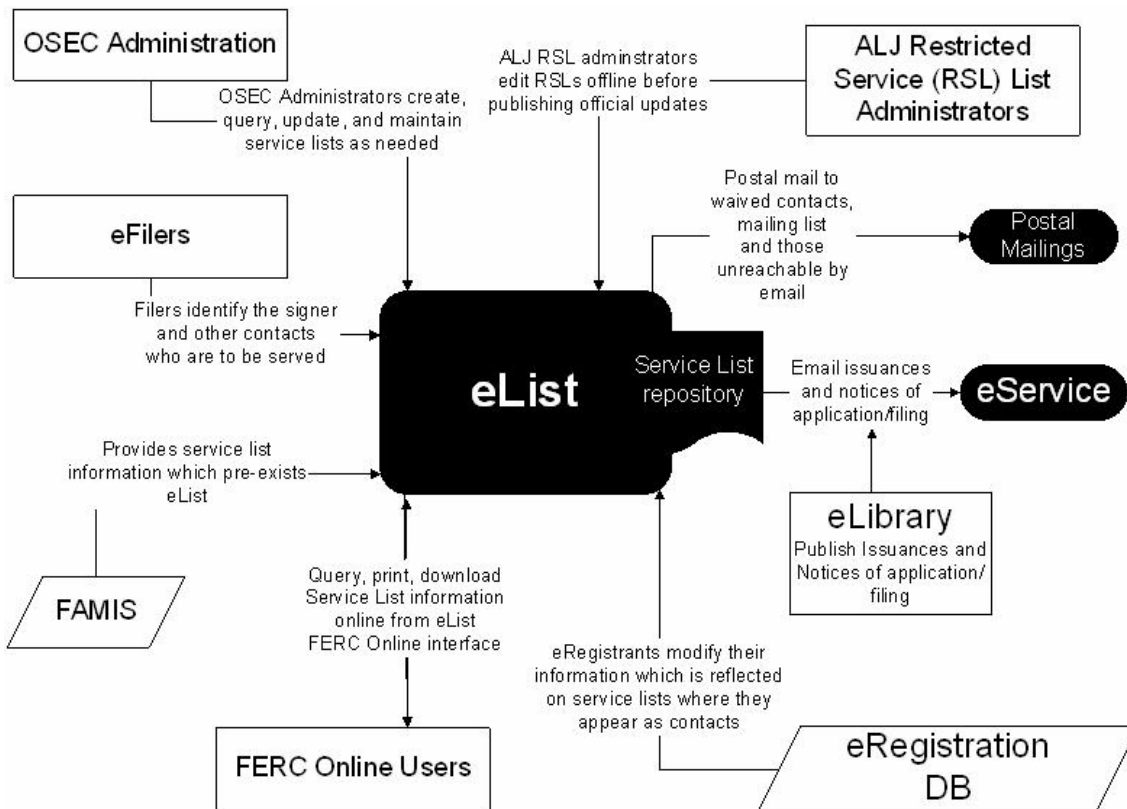 OSEC Administration
OSEC Administrators create,
query, update, and maintain
service lists as needed
ALJ RSL adminstrators
edit RSLs offline before
publishing official updates
ALJ Restricted
Service (RSL) List
Administrators
eFilers
Filers identify the signer
and other contacts
who are to be served
Postal mail to
waived contacts,
mailing list
and those
unreachable by
email
Postal
Mailings
eList
Service List
repository
Email issuances
and notices of
application/filing
eService
Provides service list
information which pre-exists
eList
FAMIS
eLibrary
Publish Issuances and
Notices of application/
filing
Query, print, download
Service List information
online from eList
FERC Online interface
FERC Online Users
eRegistrants modify their
information which is reflected
on service lists where they
appear as contacts
eRegistration
DB